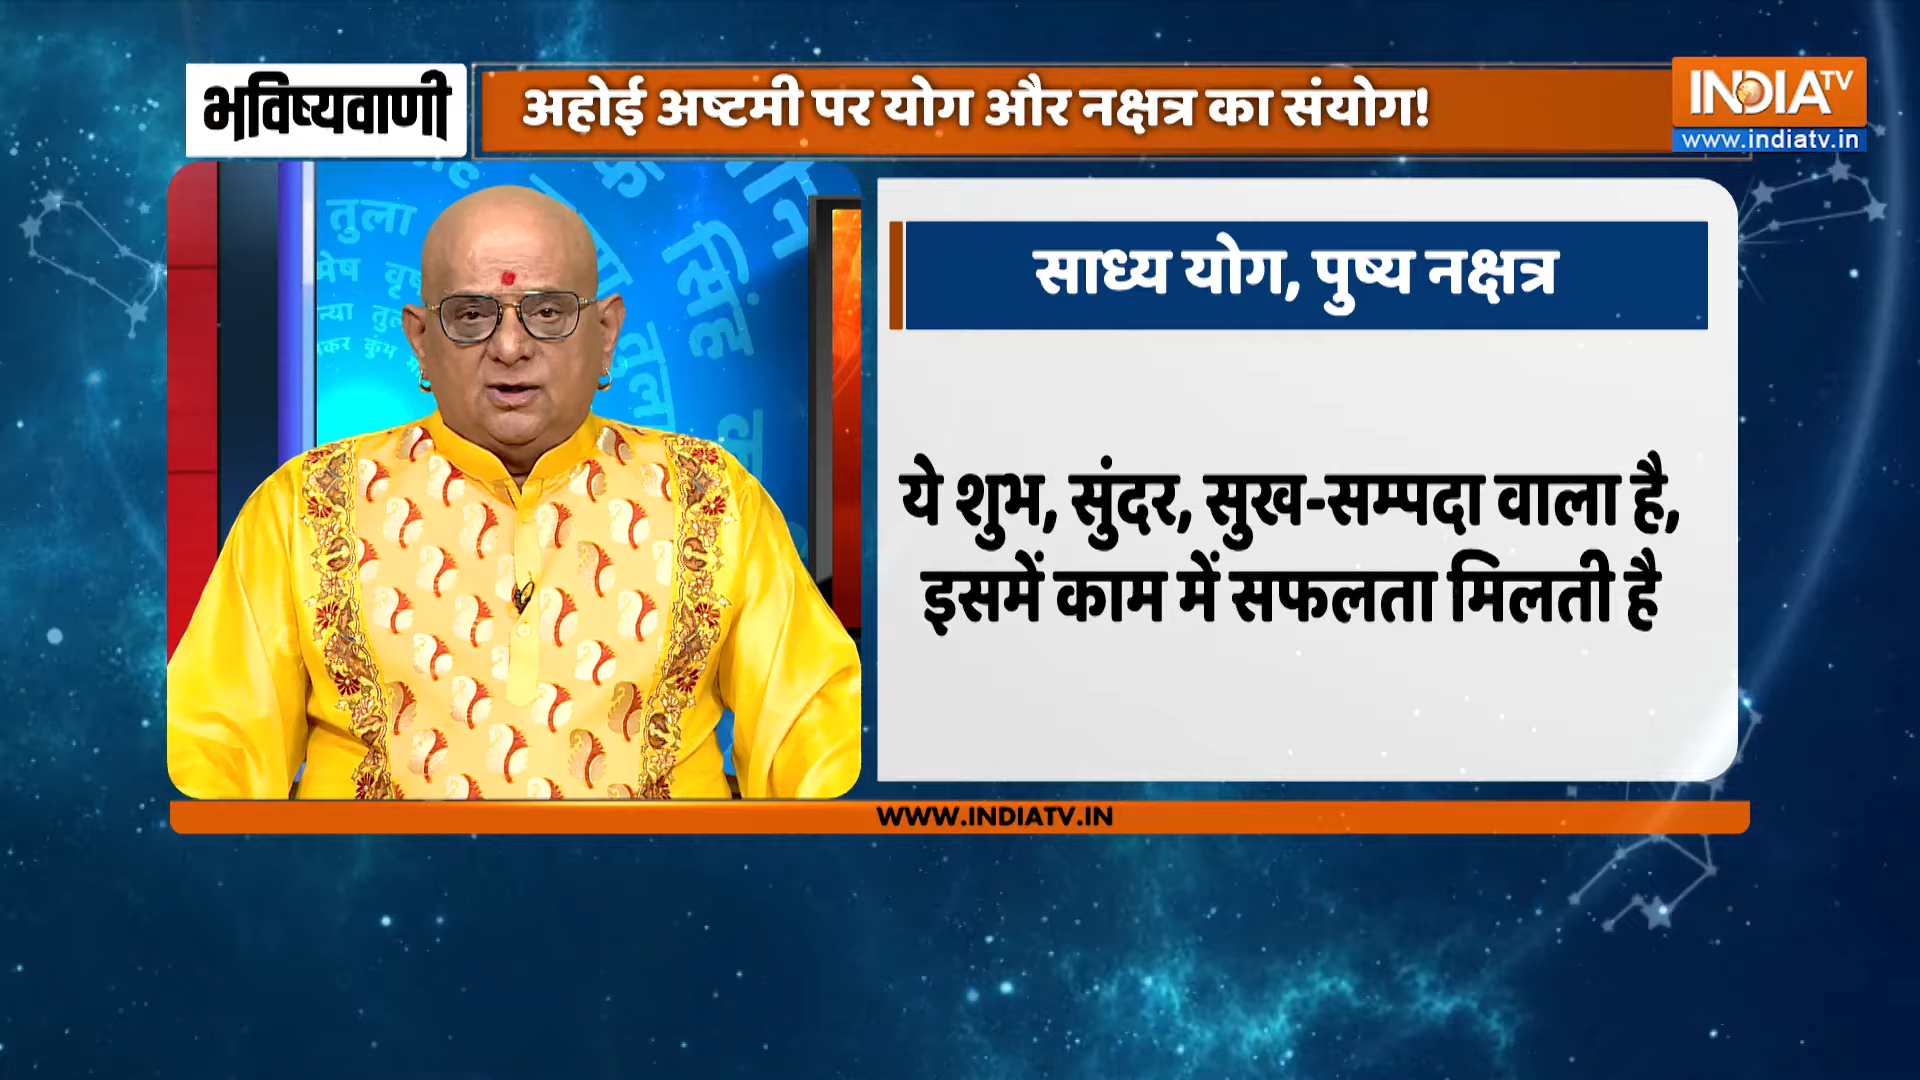 भविष्यवाणी
अहोई अष्टमी पर योग और नक्षत्र का संयोग!
INDIA TV
www.indiatv.in
तुला
मेष वृष
न्या तुला
कर कुंभ
सिंह
तुला
मीन
साध्य योग, पुष्य नक्षत्र
ये शुभ, सुंदर, सुख-सम्पदा वाला है,
इसमें काम में सफलता मिलती है
WWW.INDIATV.IN